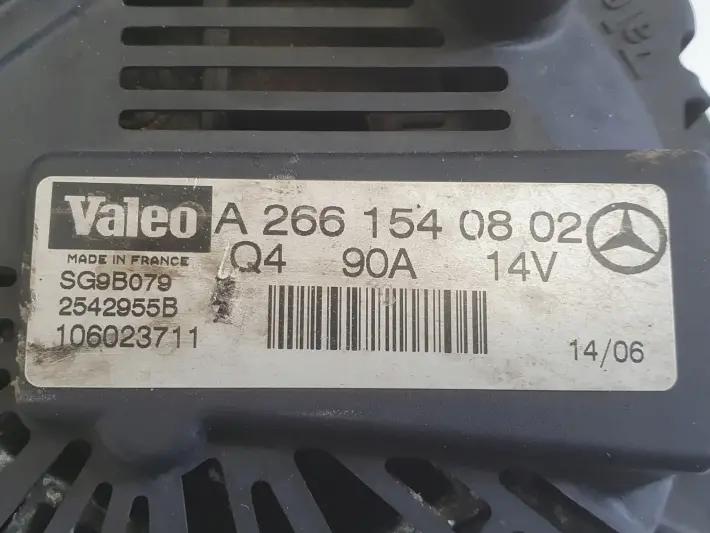 Valeo A 266 154 08 02
MADE IN FRANCE Q4 90A 14V
SG9B079
2542955B
106023711
14/06